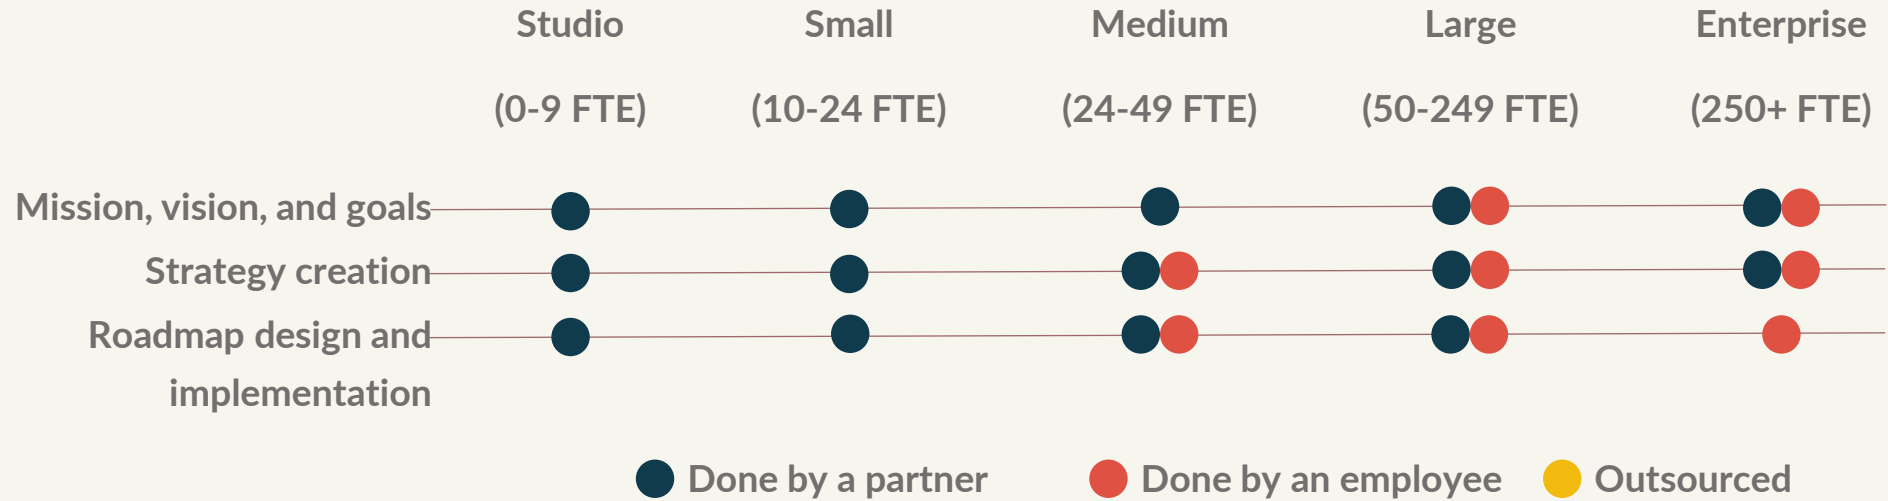 Studio Small Medium Large Enterprise
(0-9 FTE) (10-24 FTE) (24-49 FTE) (50-249 FTE) (250+ FTE)
Mission, vision, and goals
Strategy creation
Roadmap design and
implementation
Done by a partner Done by an employee Outsourced